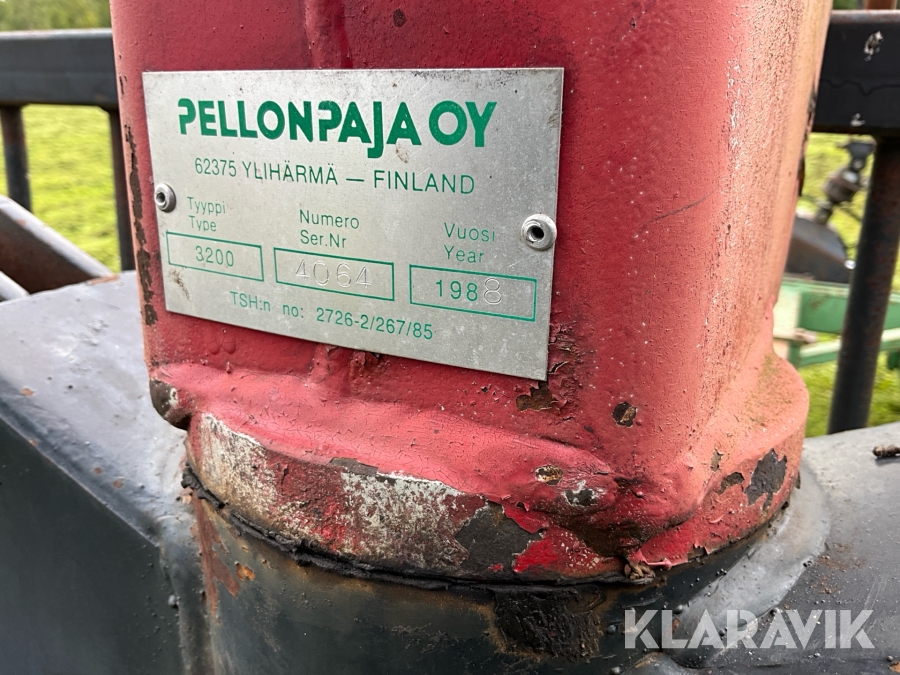 PELLONPAJA OY
62375 YLIHÄRMÄ — FINLAND
Tyyppi Numero Vuosi
Type Ser.Nr Year
3200 4064 1988
TSH:n no: 2726-2/267/85
KLARAVIK